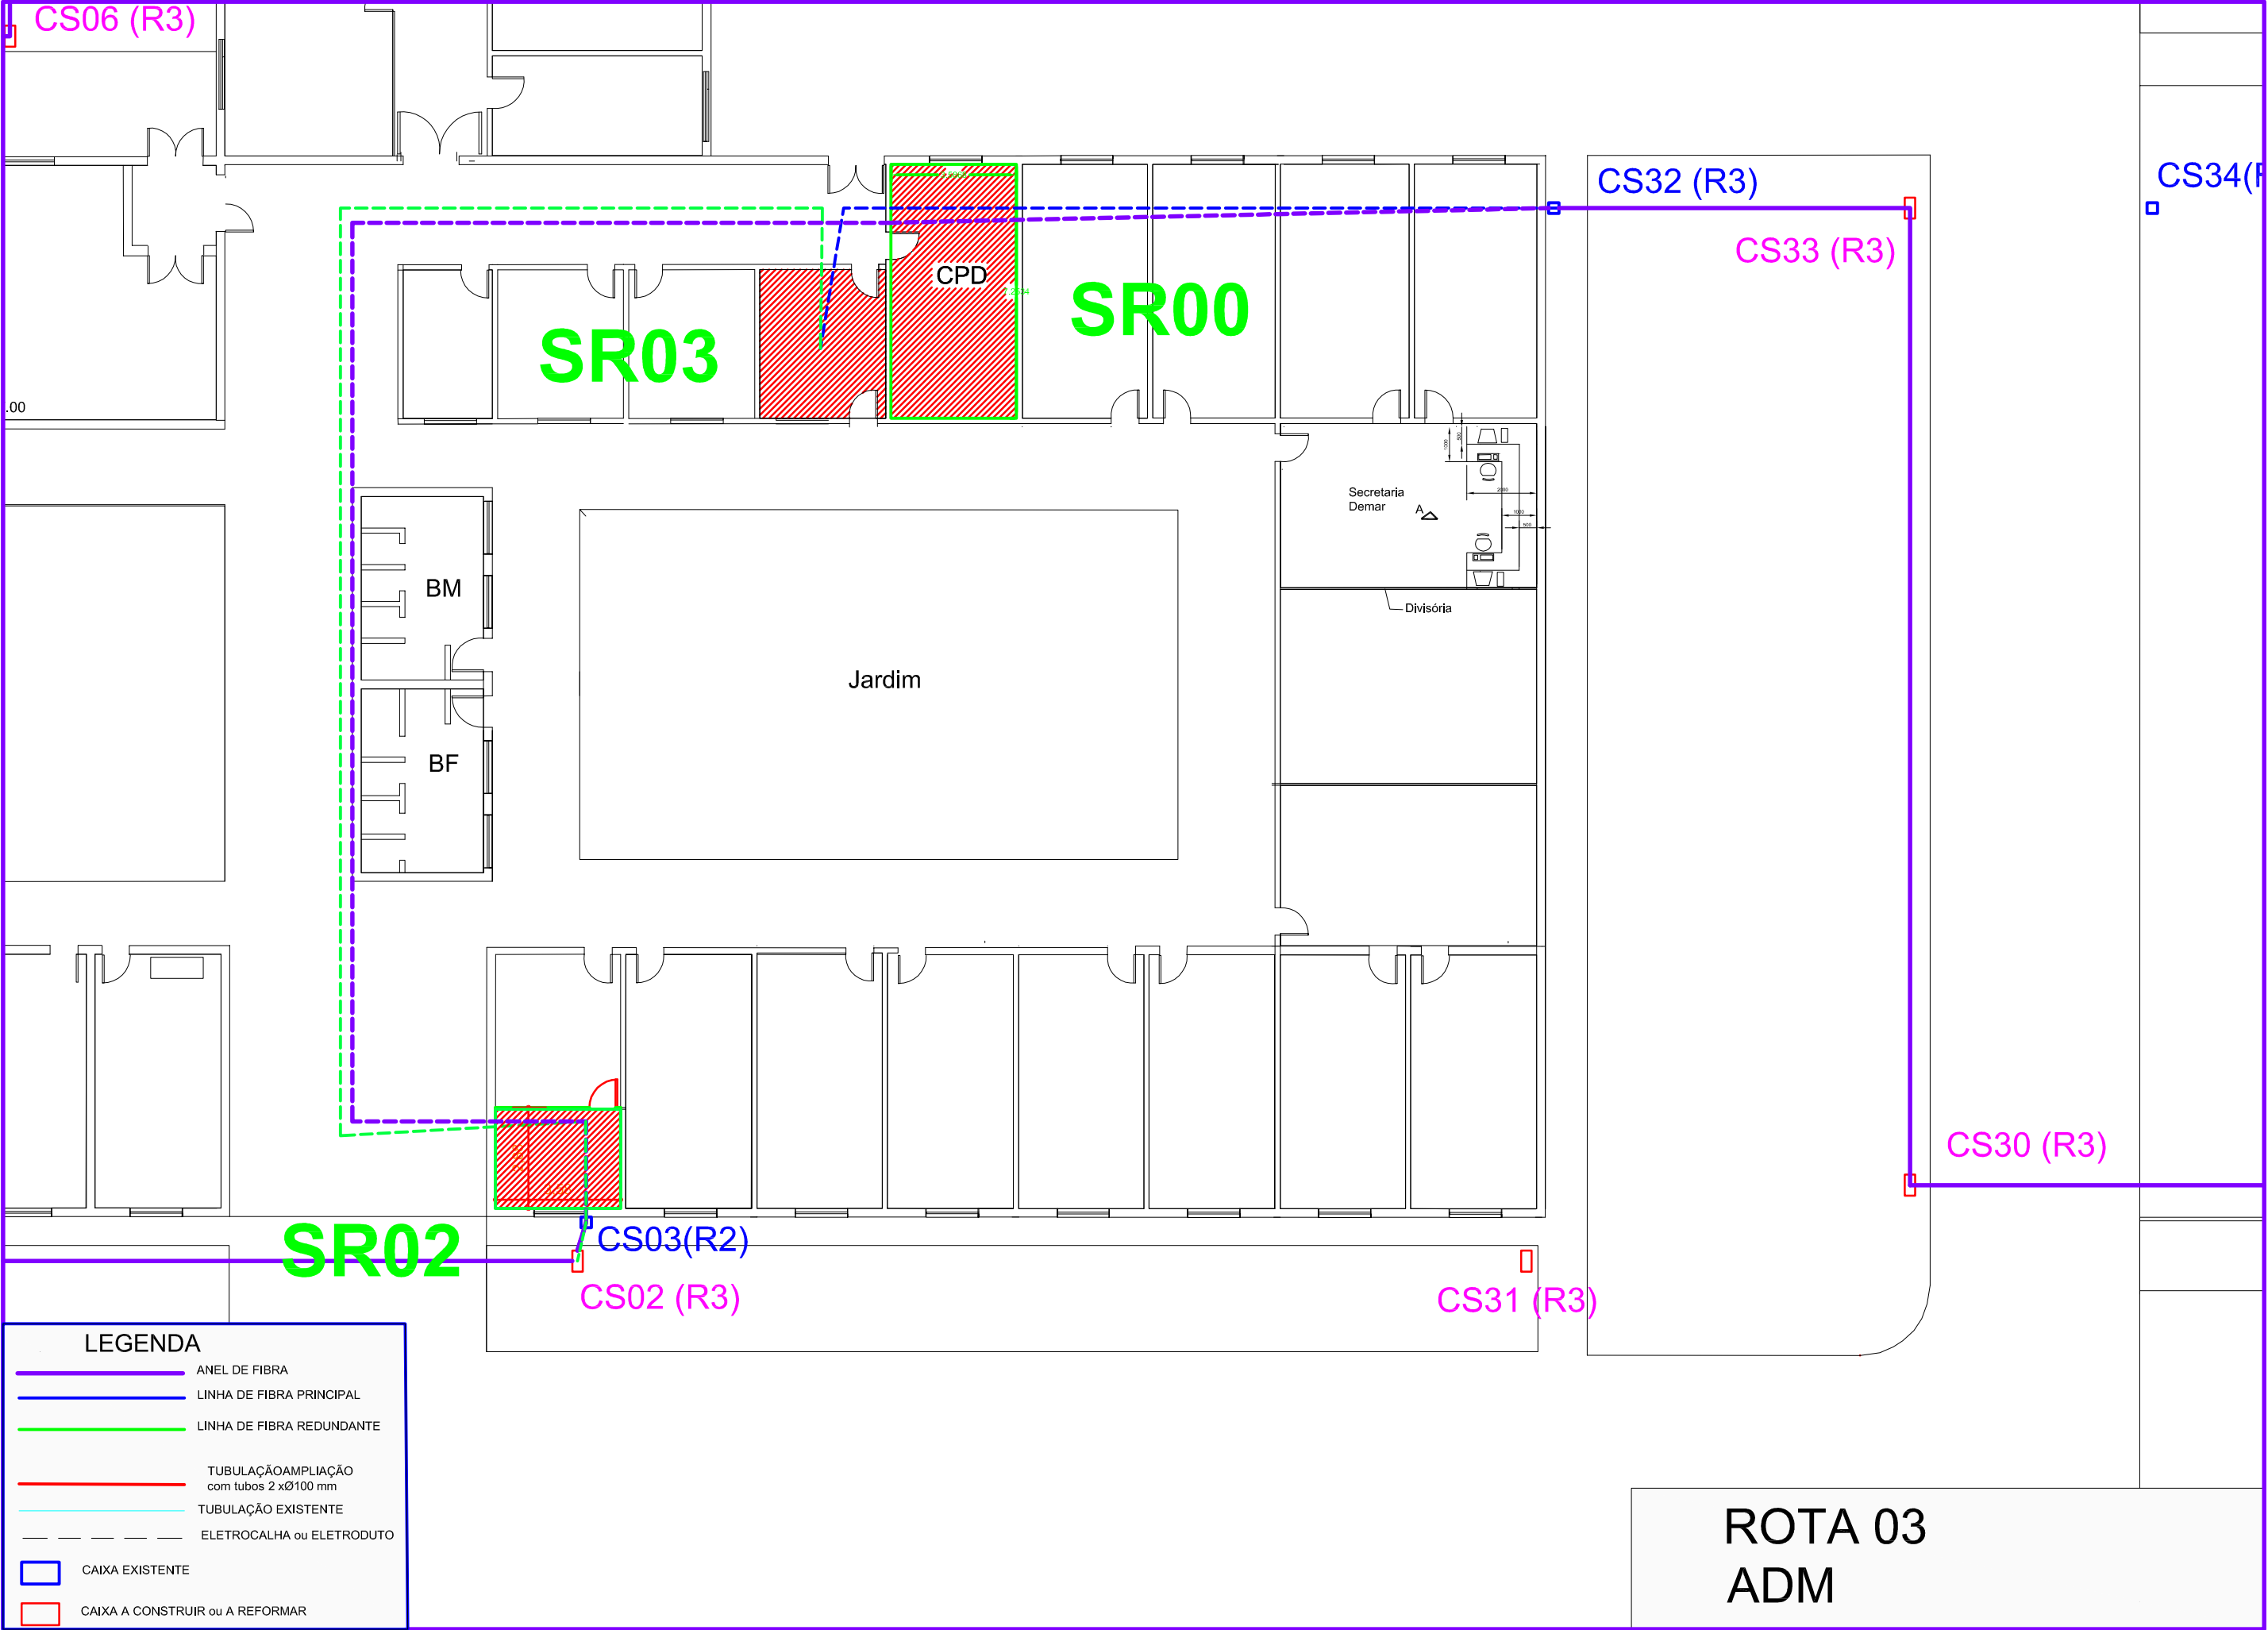 CS06 (R3)
CS32 (R3)
CS34(
CS33 (R3)
CPD
SR00
SR03
.00
Secretaria
Demar
A
BM
Divisória
Jardim
BF
CS30 (R3)
CS03(R2)
SR02
CS02 (R3)
CS31 (R3)
LEGENDA
ANEL DE FIBRA
LINHA DE FIBRA PRINCIPAL
LINHA DE FIBRA REDUNDANTE
TUBULAÇÃOAMPLIAÇÃO
com tubos 2 xØ100 mm
TUBULAÇÃO EXISTENTE
ELETROCALHA ou ELETRODUTO
CAIXA EXISTENTE
CAIXA A CONSTRUIR ou A REFORMAR
ROTA 03
ADM